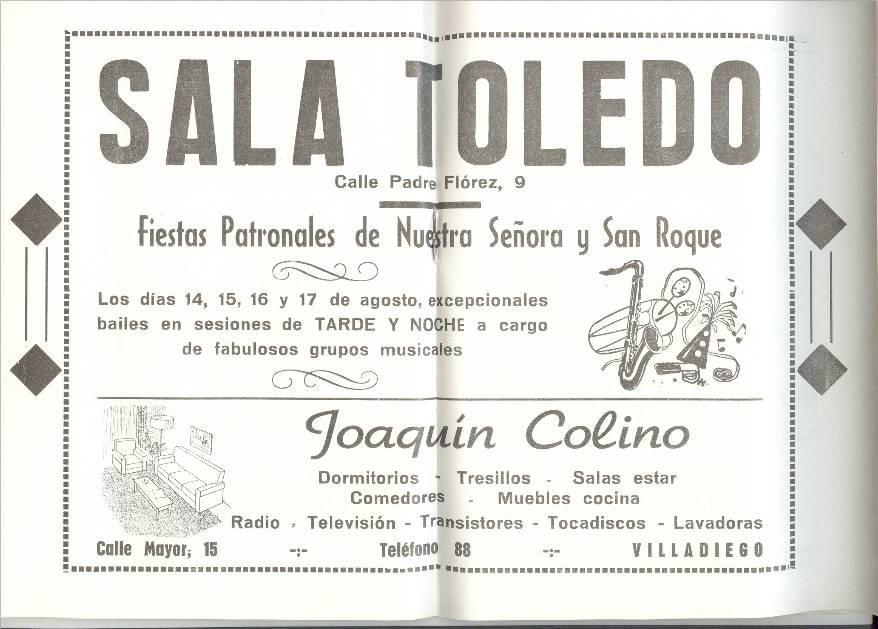 SALA TOLEDO
Calle Padre Flórez, 9
Fiestas Patronales de Nuestra Señora y San Roque
Los días 14, 15, 16 y 17 de agosto, excepcionales
bailes en sesiones de TARDE Y NOCHE a cargo
de fabulosos grupos musicales
Joaquín Colino
Dormitorios - Tresillos - Salas estar
Comedores - Muebles cocina
Radio - Televisión - Transistores - Tocadiscos - Lavadoras
Calle Mayor, 15 -:- Teléfono 88 -:- VILLADIEGO